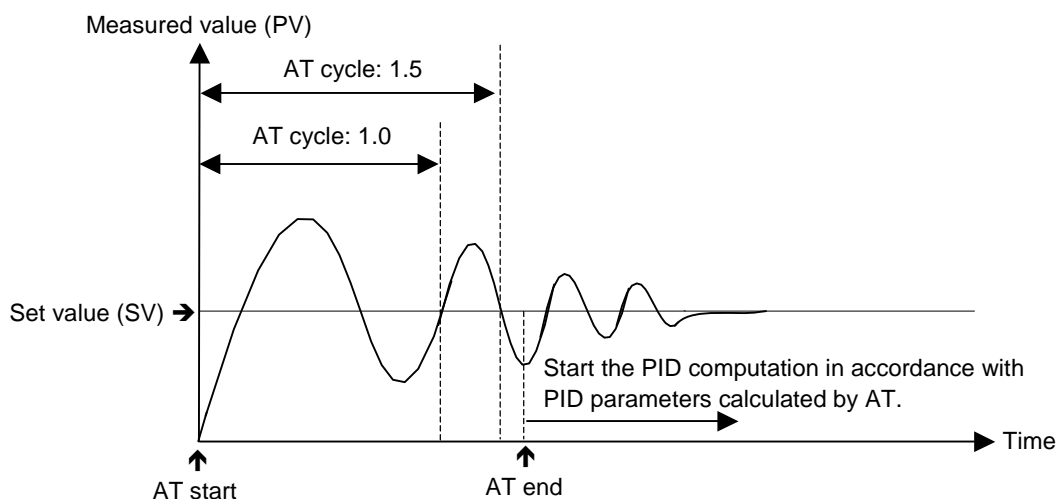 Measured value (PV)
AT cycle: 1.5
AT cycle: 1.0
Set value (SV)
Start the PID computation in accordance with
PID parameters calculated by AT.
Time
AT start
AT end